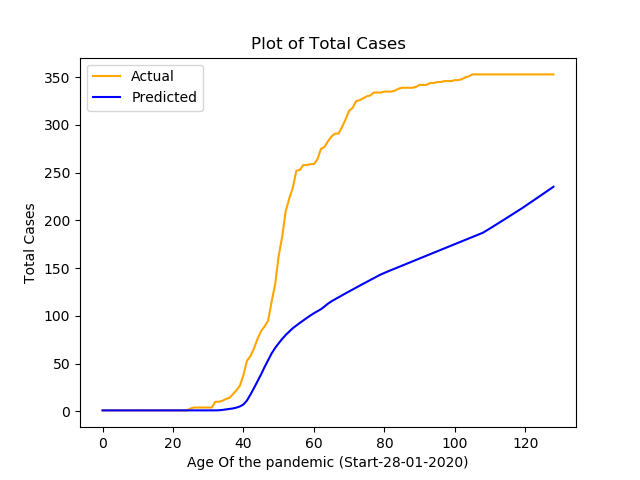 Plot of Total Cases
Actual
Predicted
350
300
250
200
150
100
50
0
Total Cases
0 20 40 60 80 100 120
Age Of the pandemic (Start-28-01-2020)